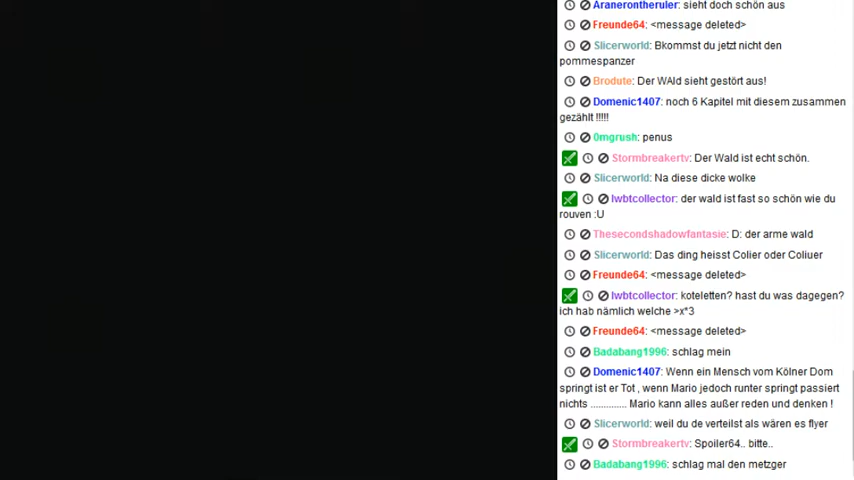 Aranerontheruler: sieht doch schön aus
Freunde64: <message deleted>
Slicerworld: Bkommst du jetzt nicht den
pommespanzer
Brodute: Der WAld sieht gestört aus!
Domenic1407: noch 6 Kapitel mit diesem zusammen
gezählt !!!!!
0mgrush: penus
Stormbreakertv: Der Wald ist echt schön.
Slicerworld: Na diese dicke wolke
Iwbtcollector: der wald ist fast so schön wie du
rouven :U
Thesecondshadowfantasie: D: der arme wald
Slicerworld: Das ding heisst Colier oder Coliuer
Freunde64: <message deleted>
Iwbtcollector: koteletten? hast du was dagegen?
ich hab nämlich welche >x*3
Freunde64: <message deleted>
Badabang1996: schlag mein
Domenic1407: Wenn ein Mensch vom Kölner Dom
springt ist er Tot , wenn Mario jedoch runter springt passiert
nichts .............. Mario kann alles außer reden und denken !
Slicerworld: weil du de verteilst als wären es flyer
Stormbreakertv: Spoiler64.. bitte..
Badabang1996: schlag mal den metzger